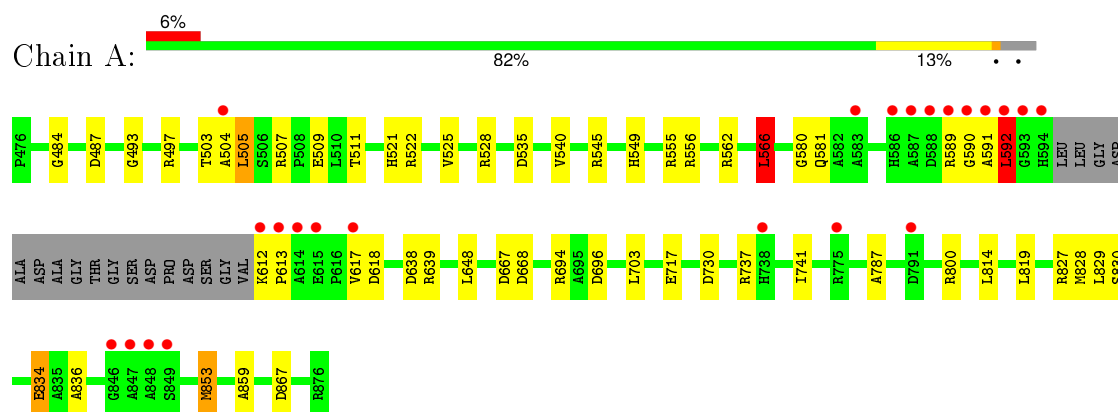 6%
Chain A:
82% 13% • •
P476 G484 D487 G493 R497 T503 A504 L505 S506 R507 P508 E509 L510 T511 H521 R522 V525 R528 D535 V540 R545 H549 R555 R556 R562 L566 G580 Q581 A582 A583 H586 A587 D588 R589 G590 A591 L592 G593 H594 LEU LEU GLY ASP
ALA ASP ALA GLY THR GLY SER ASP PRO ASP SER GLY VAL K612 P613 A614 E615 P616 V617 D618 D638 R639 L648 D667 D668 R694 A695 D696 L703 E717 D730 R737 H738 I741 R775 A787 D791 R800 L814 L819 R827 M828 L829 S830
E834 A835 A836 G846 A847 A848 S849 M853 A859 D867 R876